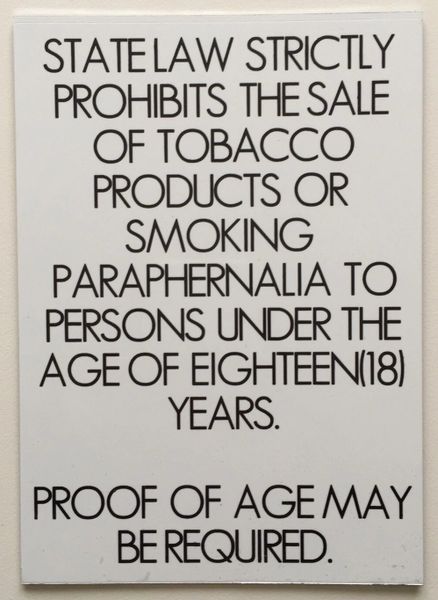 STATE LAW STRICTLY
PROHIBITS THE SALE
OF TOBACCO
PRODUCTS OR
SMOKING
PARAPHERNALIA TO
PERSONS UNDER THE
AGE OF EIGHTEEN(18)
YEARS.
PROOF OF AGE MAY
BE REQUIRED.